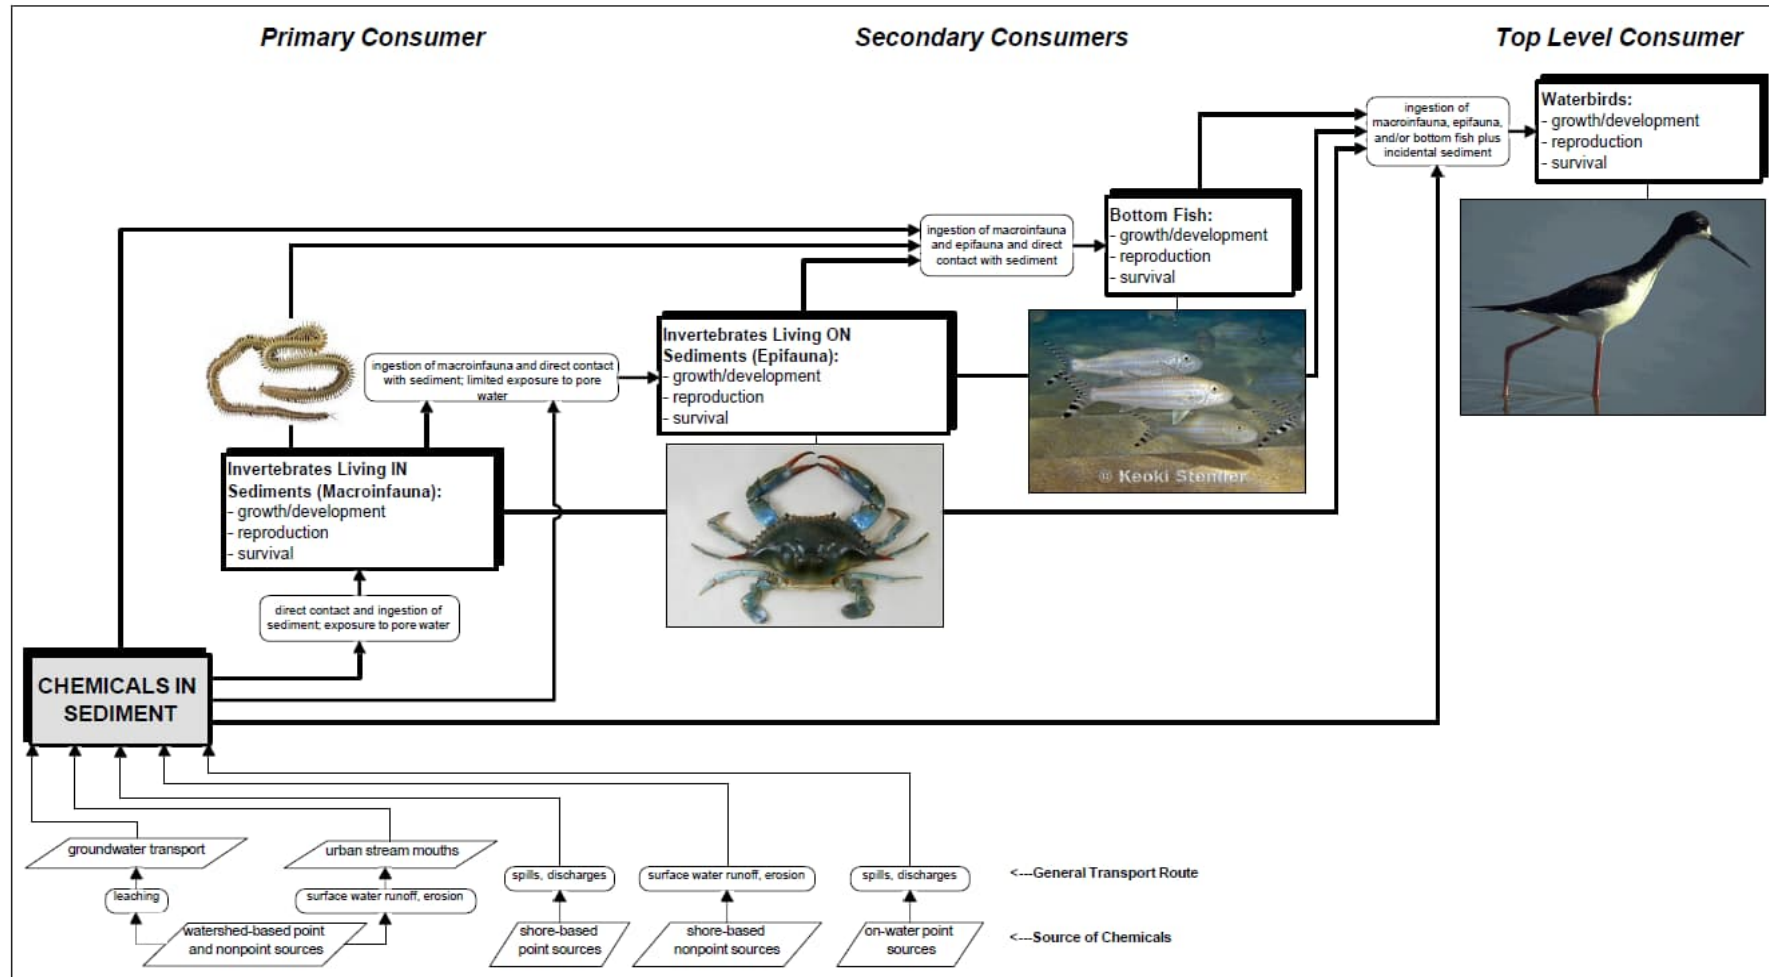 Primary Consumer
Secondary Consumers
Top Level Consumer
ingestion of
macroinfauna, epifauna,
and/or bottom fish plus
incidental sediment
Waterbirds:
- growth/development
- reproduction
- survival
ingestion of macroinfauna
and epifauna and direct
contact with sediment
Bottom Fish:
- growth/development
- reproduction
- survival
ingestion of macroinfauna and direct contact
with sediment; limited exposure to pore
water
Invertebrates Living ON
Sediments (Epifauna):
- growth/development
- reproduction
- survival
© Keoki Stender
Invertebrates Living IN
Sediments (Macroinfauna):
- growth/development
- reproduction
- survival
direct contact and ingestion of
sediment; exposure to pore water
CHEMICALS IN
SEDIMENT
groundwater transport
urban stream mouths
leaching
surface water runoff, erosion
spills, discharges
surface water runoff, erosion
spills, discharges
<---General Transport Route
watershed-based point
and nonpoint sources
shore-based
point sources
shore-based
nonpoint sources
on-water point
sources
<---Source of Chemicals